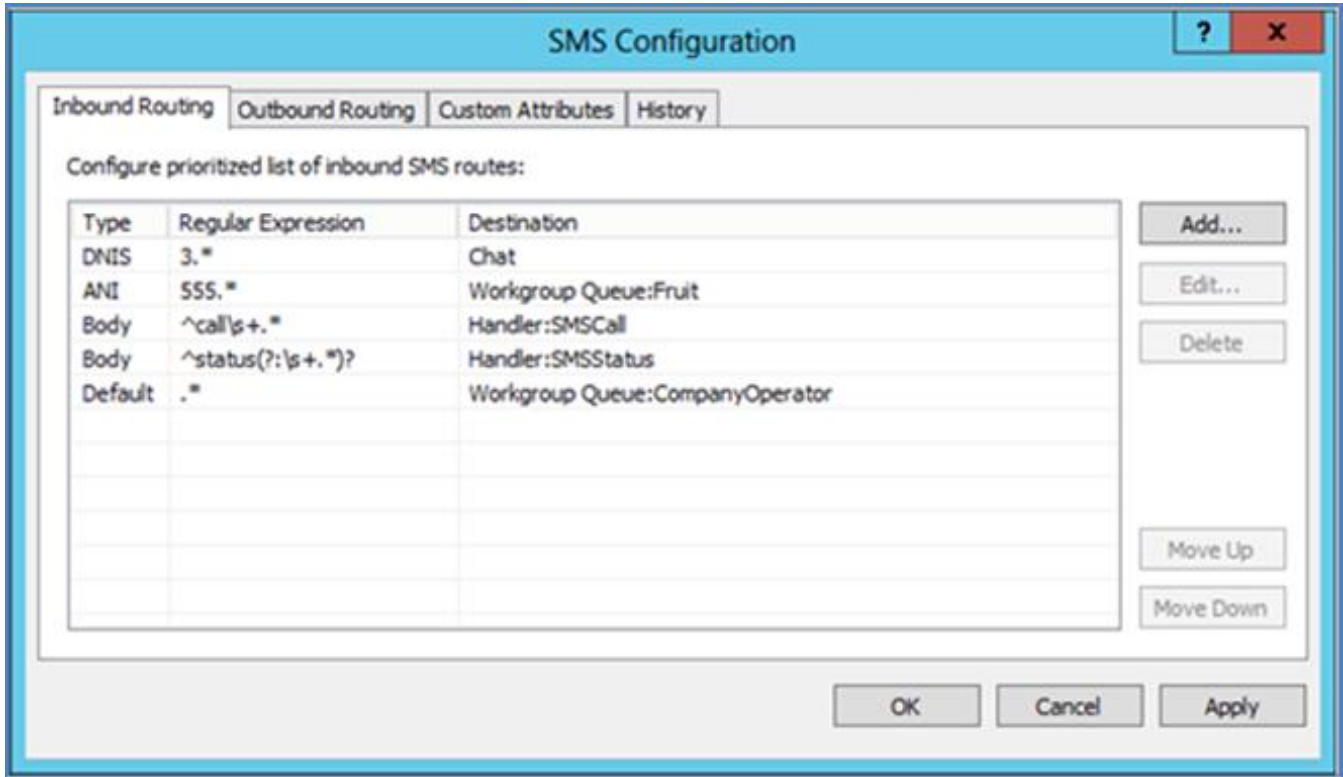 SMS Configuration ? x
Inbound Routing Outbound Routing Custom Attributes History
Configure prioritized list of inbound SMS routes:
Type Regular Expression Destination
DNIS 3.* Chat
ANI 555.* Workgroup Queue:Fruit
Body ^call\s+.* Handler:SMSCall
Body ^status(?:\s+.*)? Handler:SMSStatus
Default .* Workgroup Queue:CompanyOperator
Add...
Edit...
Delete
Move Up
Move Down
OK Cancel Apply